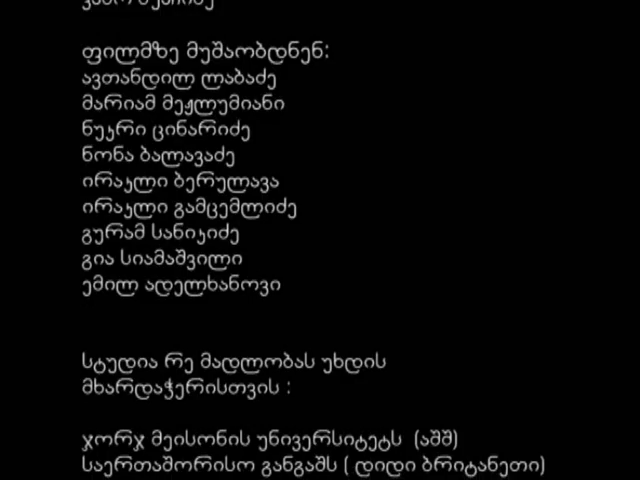 ფილმზე მუშაობდნენ:
ავთანდილ ლაბაძე
მარიამ მეჟლუმიანი
ნუკრი ცინარიძე
ნონა ბალავაძე
ირაკლი ბერულავა
ირაკლი გამცემლიძე
გურამ სანიკიძე
გია სიამაშვილი
ემილ ადელხანოვი
სტუდია რე მადლობას უხდის
მხარდაჭერისთვის :
ჯორჯ მეისონის უნივერსიტეტს (აშშ)
საერთაშორისო განგაშს ( დიდი ბრიტანეთი)